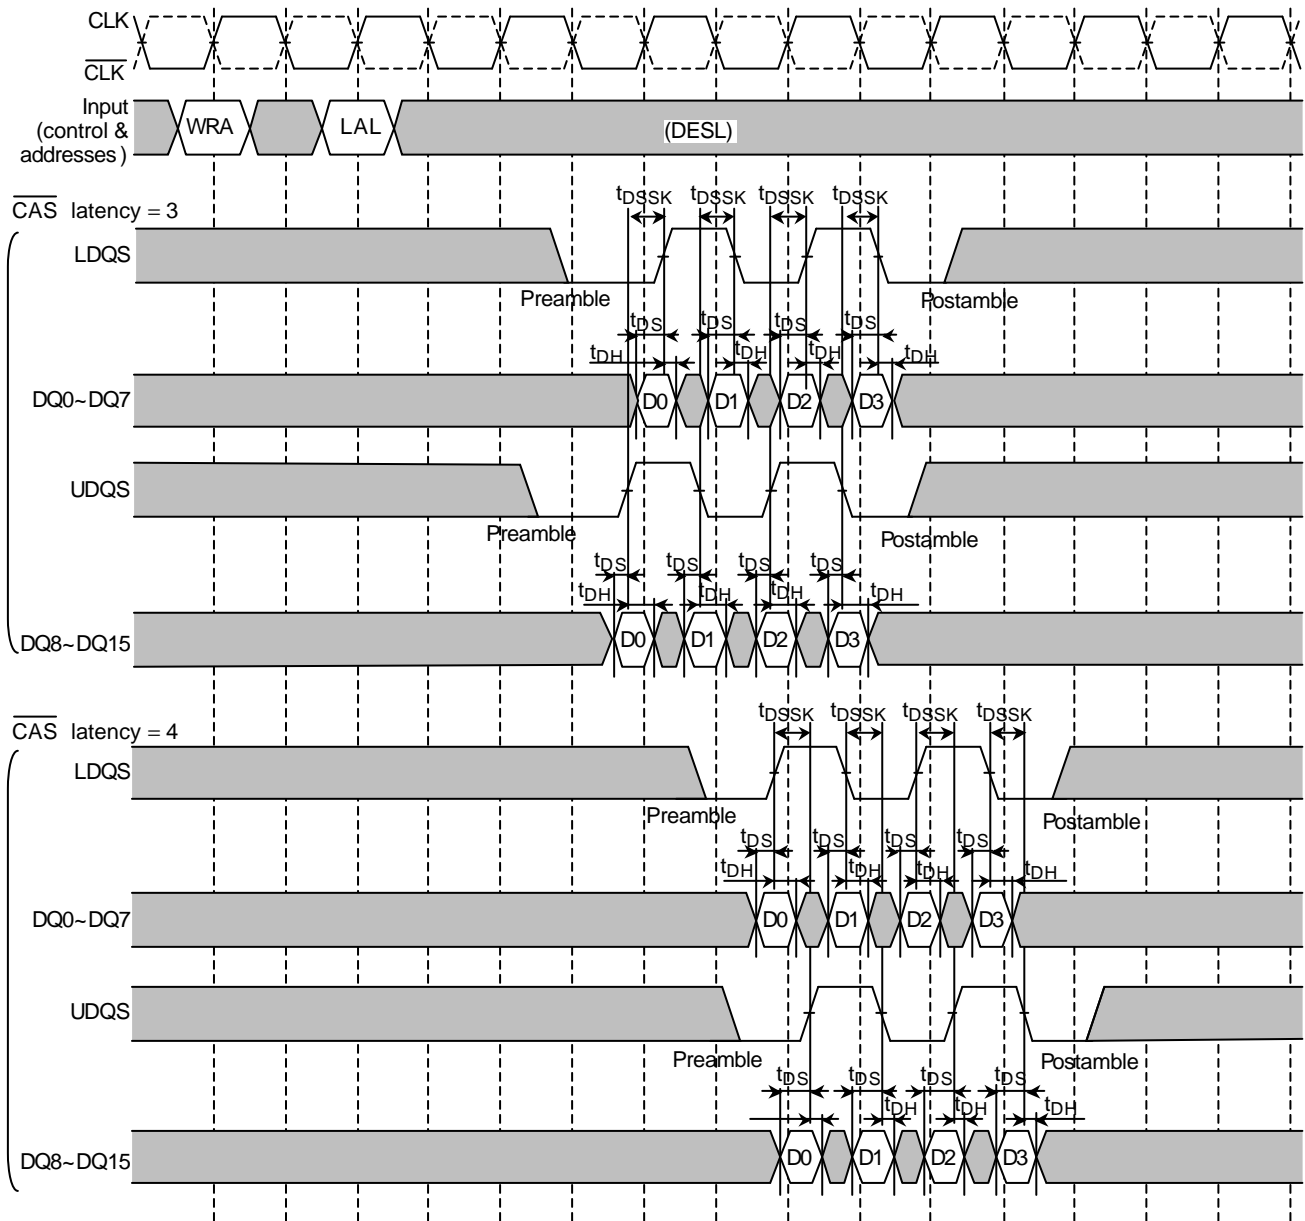 CLK
CLK
Input
(control &
addresses)
WRA
LAL
(DESL)
CAS latency = 3
tDSSK tDSSK tDSSK tDSSK
LDQS
Preamble
Postamble
tDS tDS tDS tDS
tDH tDH tDH tDH
DQ0~DQ7
D0 D1 D2 D3
UDQS
Preamble
Postamble
tDS tDS tDS tDS
tDH tDH tDH tDH
DQ8~DQ15
D0 D1 D2 D3
CAS latency = 4
tDSSK tDSSK tDSSK tDSSK
LDQS
Preamble
Postamble
tDS tDS tDS tDS
tDH tDH tDH tDH
DQ0~DQ7
D0 D1 D2 D3
UDQS
Preamble
Postamble
tDS tDS tDS tDS
tDH tDH tDH
DQ8~DQ15
D0 D1 D2 D3